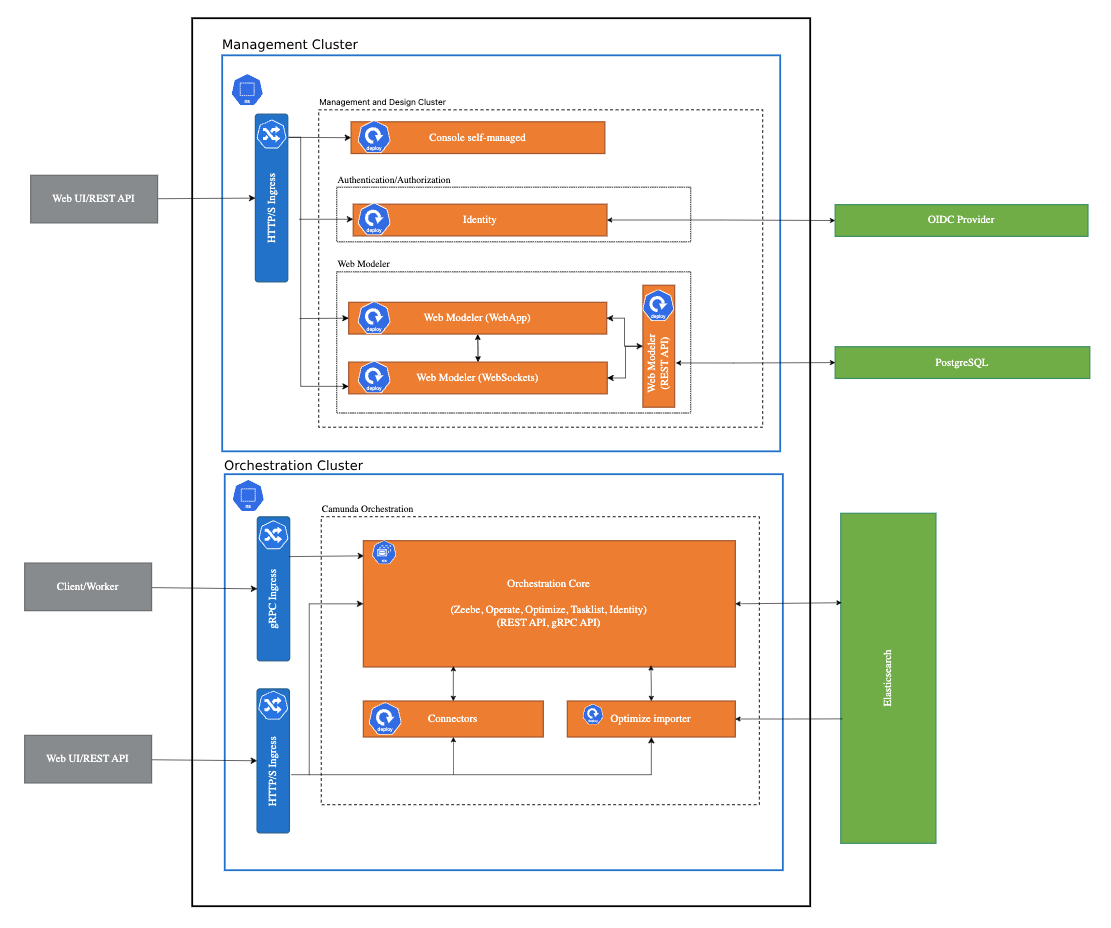 Management Cluster
ns
Management and Design Cluster
Console self-managed
deploy
HTTP/S Ingress
Web UI/REST API
Authentication/Authorization
Identity
deploy
OIDC Provider
Web Modeler
Web Modeler (WebApp)
deploy
Web Modeler (WebSockets)
deploy
deploy
Web Modeler
(REST API)
PostgreSQL
Orchestration Cluster
ns
Camunda Orchestration
gRPC Ingress
Client/Worker
sts
Orchestration Core
(Zeebe, Operate, Optimize, Tasklist, Identity)
(REST API, gRPC API)
Elasticsearch
Connectors
deploy
Optimize importer
deploy
HTTP/S Ingress
Web UI/REST API